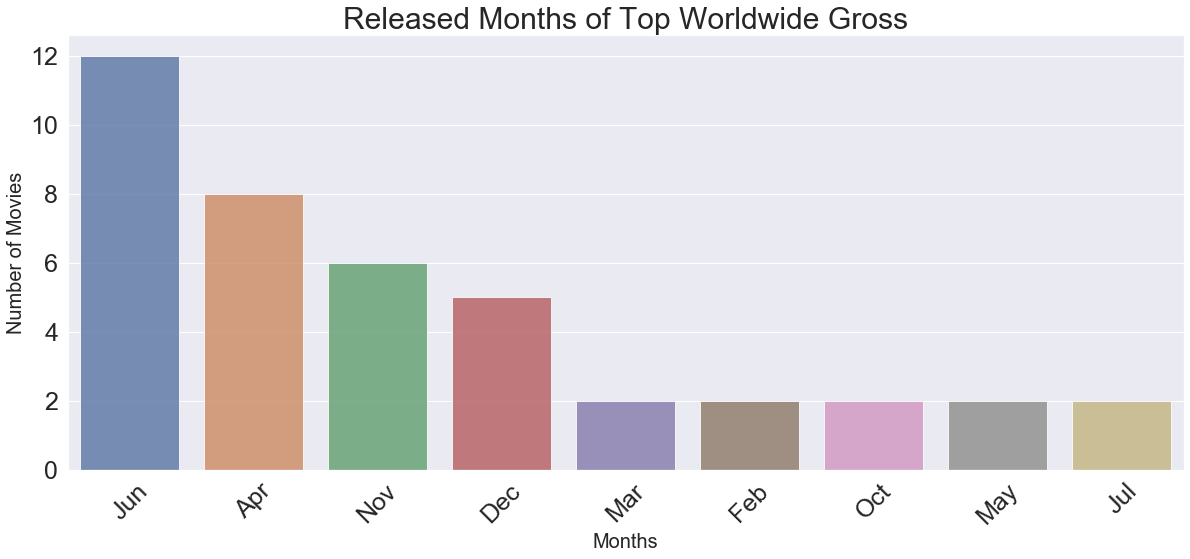 Released Months of Top Worldwide Gross
12
10
8
6
4
2
0
Number of Movies
Jun Apr Nov Dec Mar Feb Oct May Jul
Months